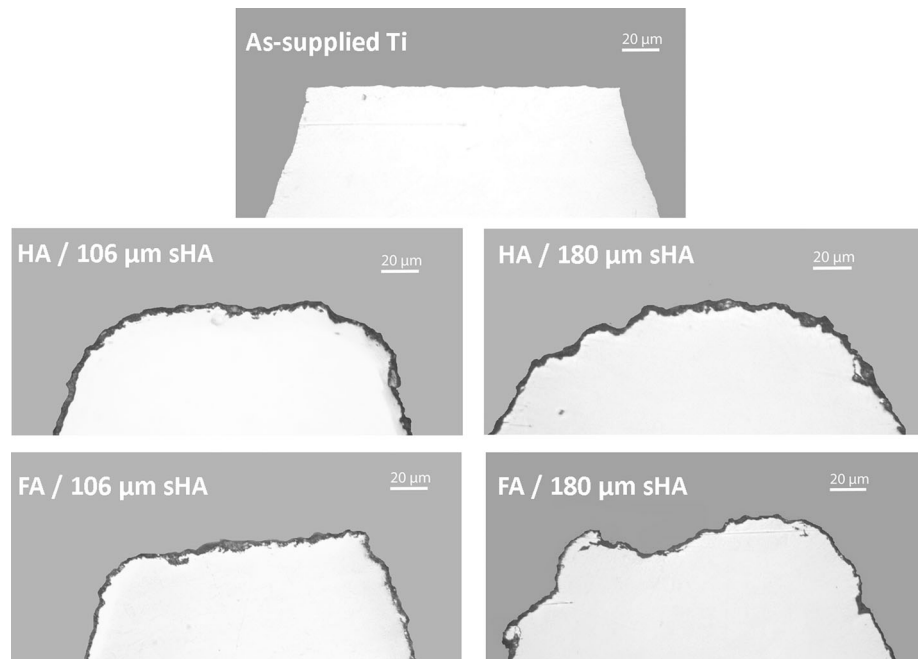 As-supplied Ti
20 µm
HA / 106 µm sHA
20 µm
HA / 180 µm sHA
20 µm
FA / 106 µm sHA
20 µm
FA / 180 µm sHA
20 µm